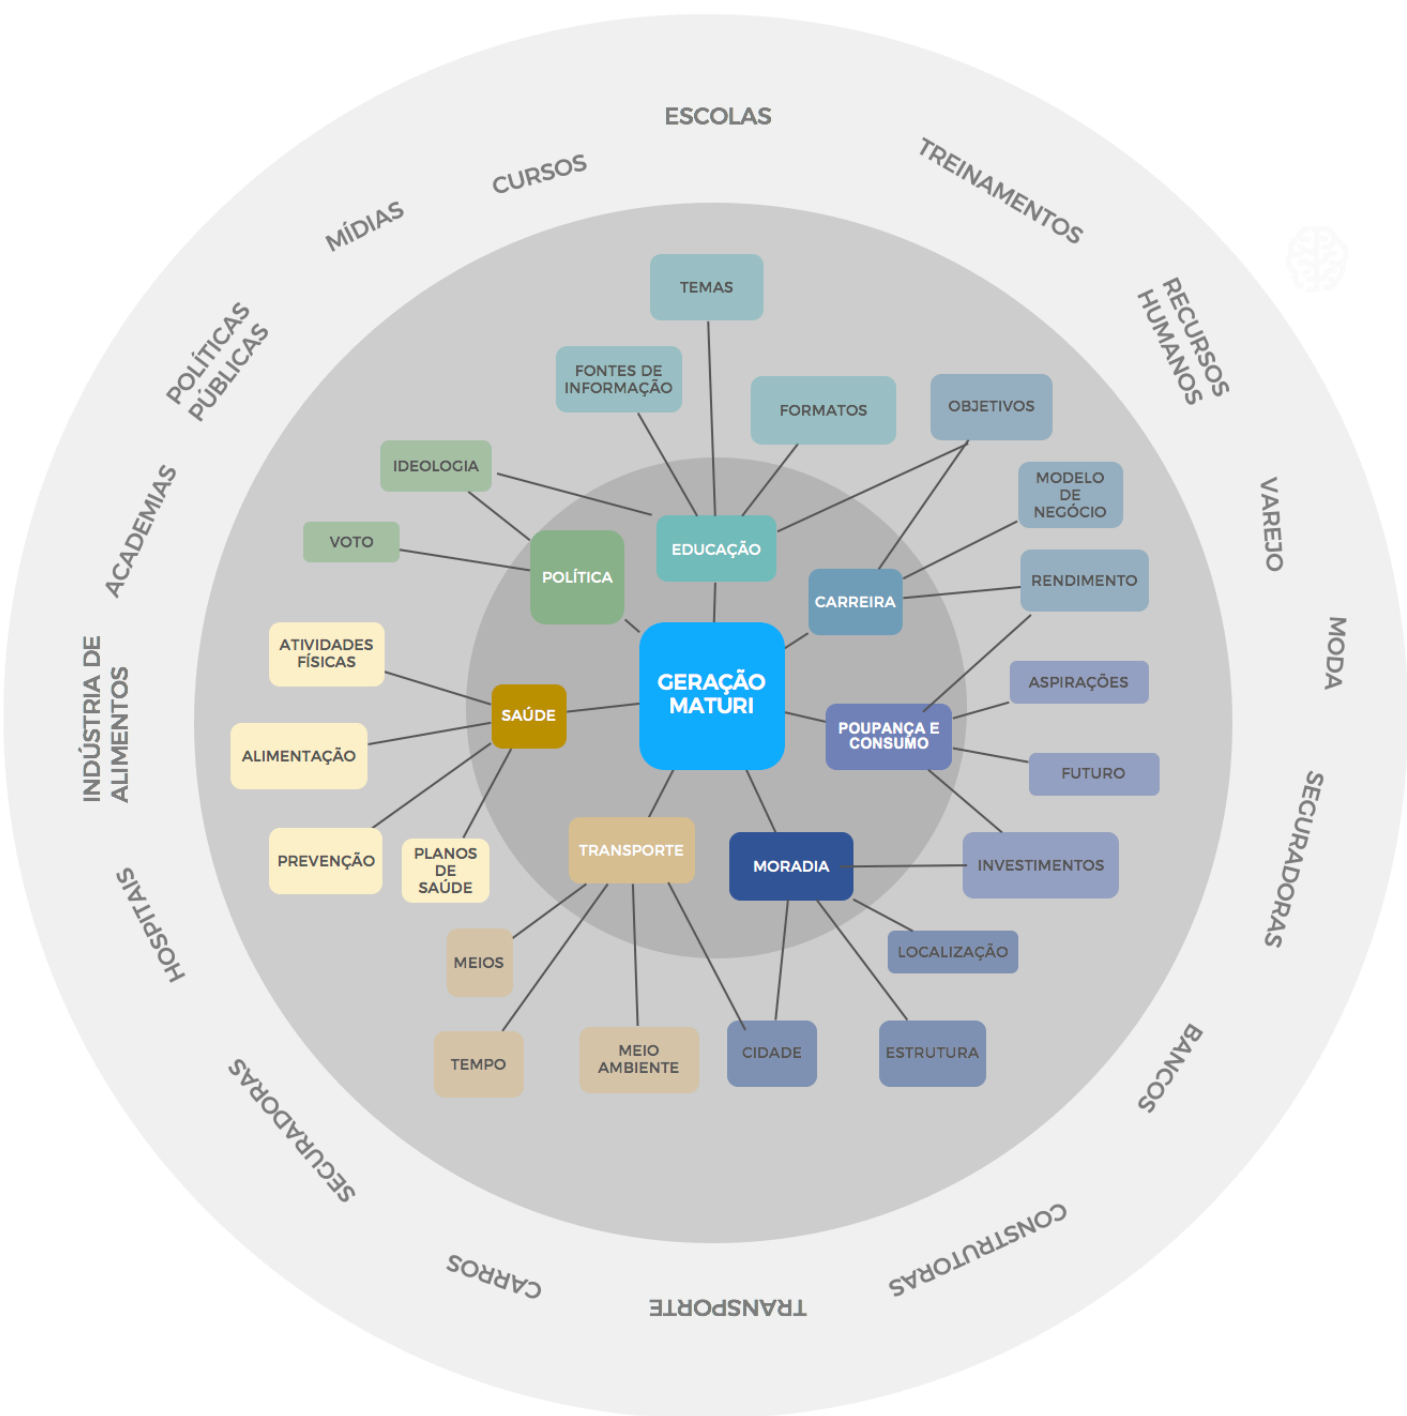 ESCOLAS
TREINAMENTOS
RECURSOS
HUMANOS
VAREJO
MODA
SEGURADORAS
BANCOS
CONSTRUTORAS
TRANSPORTE
CARROS
SEGURADORAS
HOSPITAIS
INDÚSTRIA DE
ALIMENTOS
ACADEMIAS
POLÍTICAS
PÚBLICAS
MÍDIAS
CURSOS
TEMAS
FONTES DE
INFORMAÇÃO
FORMATOS
OBJETIVOS
IDEOLOGIA
MODELO
DE
NEGÓCIO
VOTO
EDUCAÇÃO
POLÍTICA
CARREIRA
RENDIMENTO
ATIVIDADES
FÍSICAS
GERAÇÃO
MATURI
ASPIRAÇÕES
SAÚDE
POUPANÇA E
CONSUMO
ALIMENTAÇÃO
FUTURO
PREVENÇÃO
PLANOS
DE
SAÚDE
TRANSPORTE
MORADIA
INVESTIMENTOS
MEIOS
LOCALIZAÇÃO
TEMPO
MEIO
AMBIENTE
CIDADE
ESTRUTURA